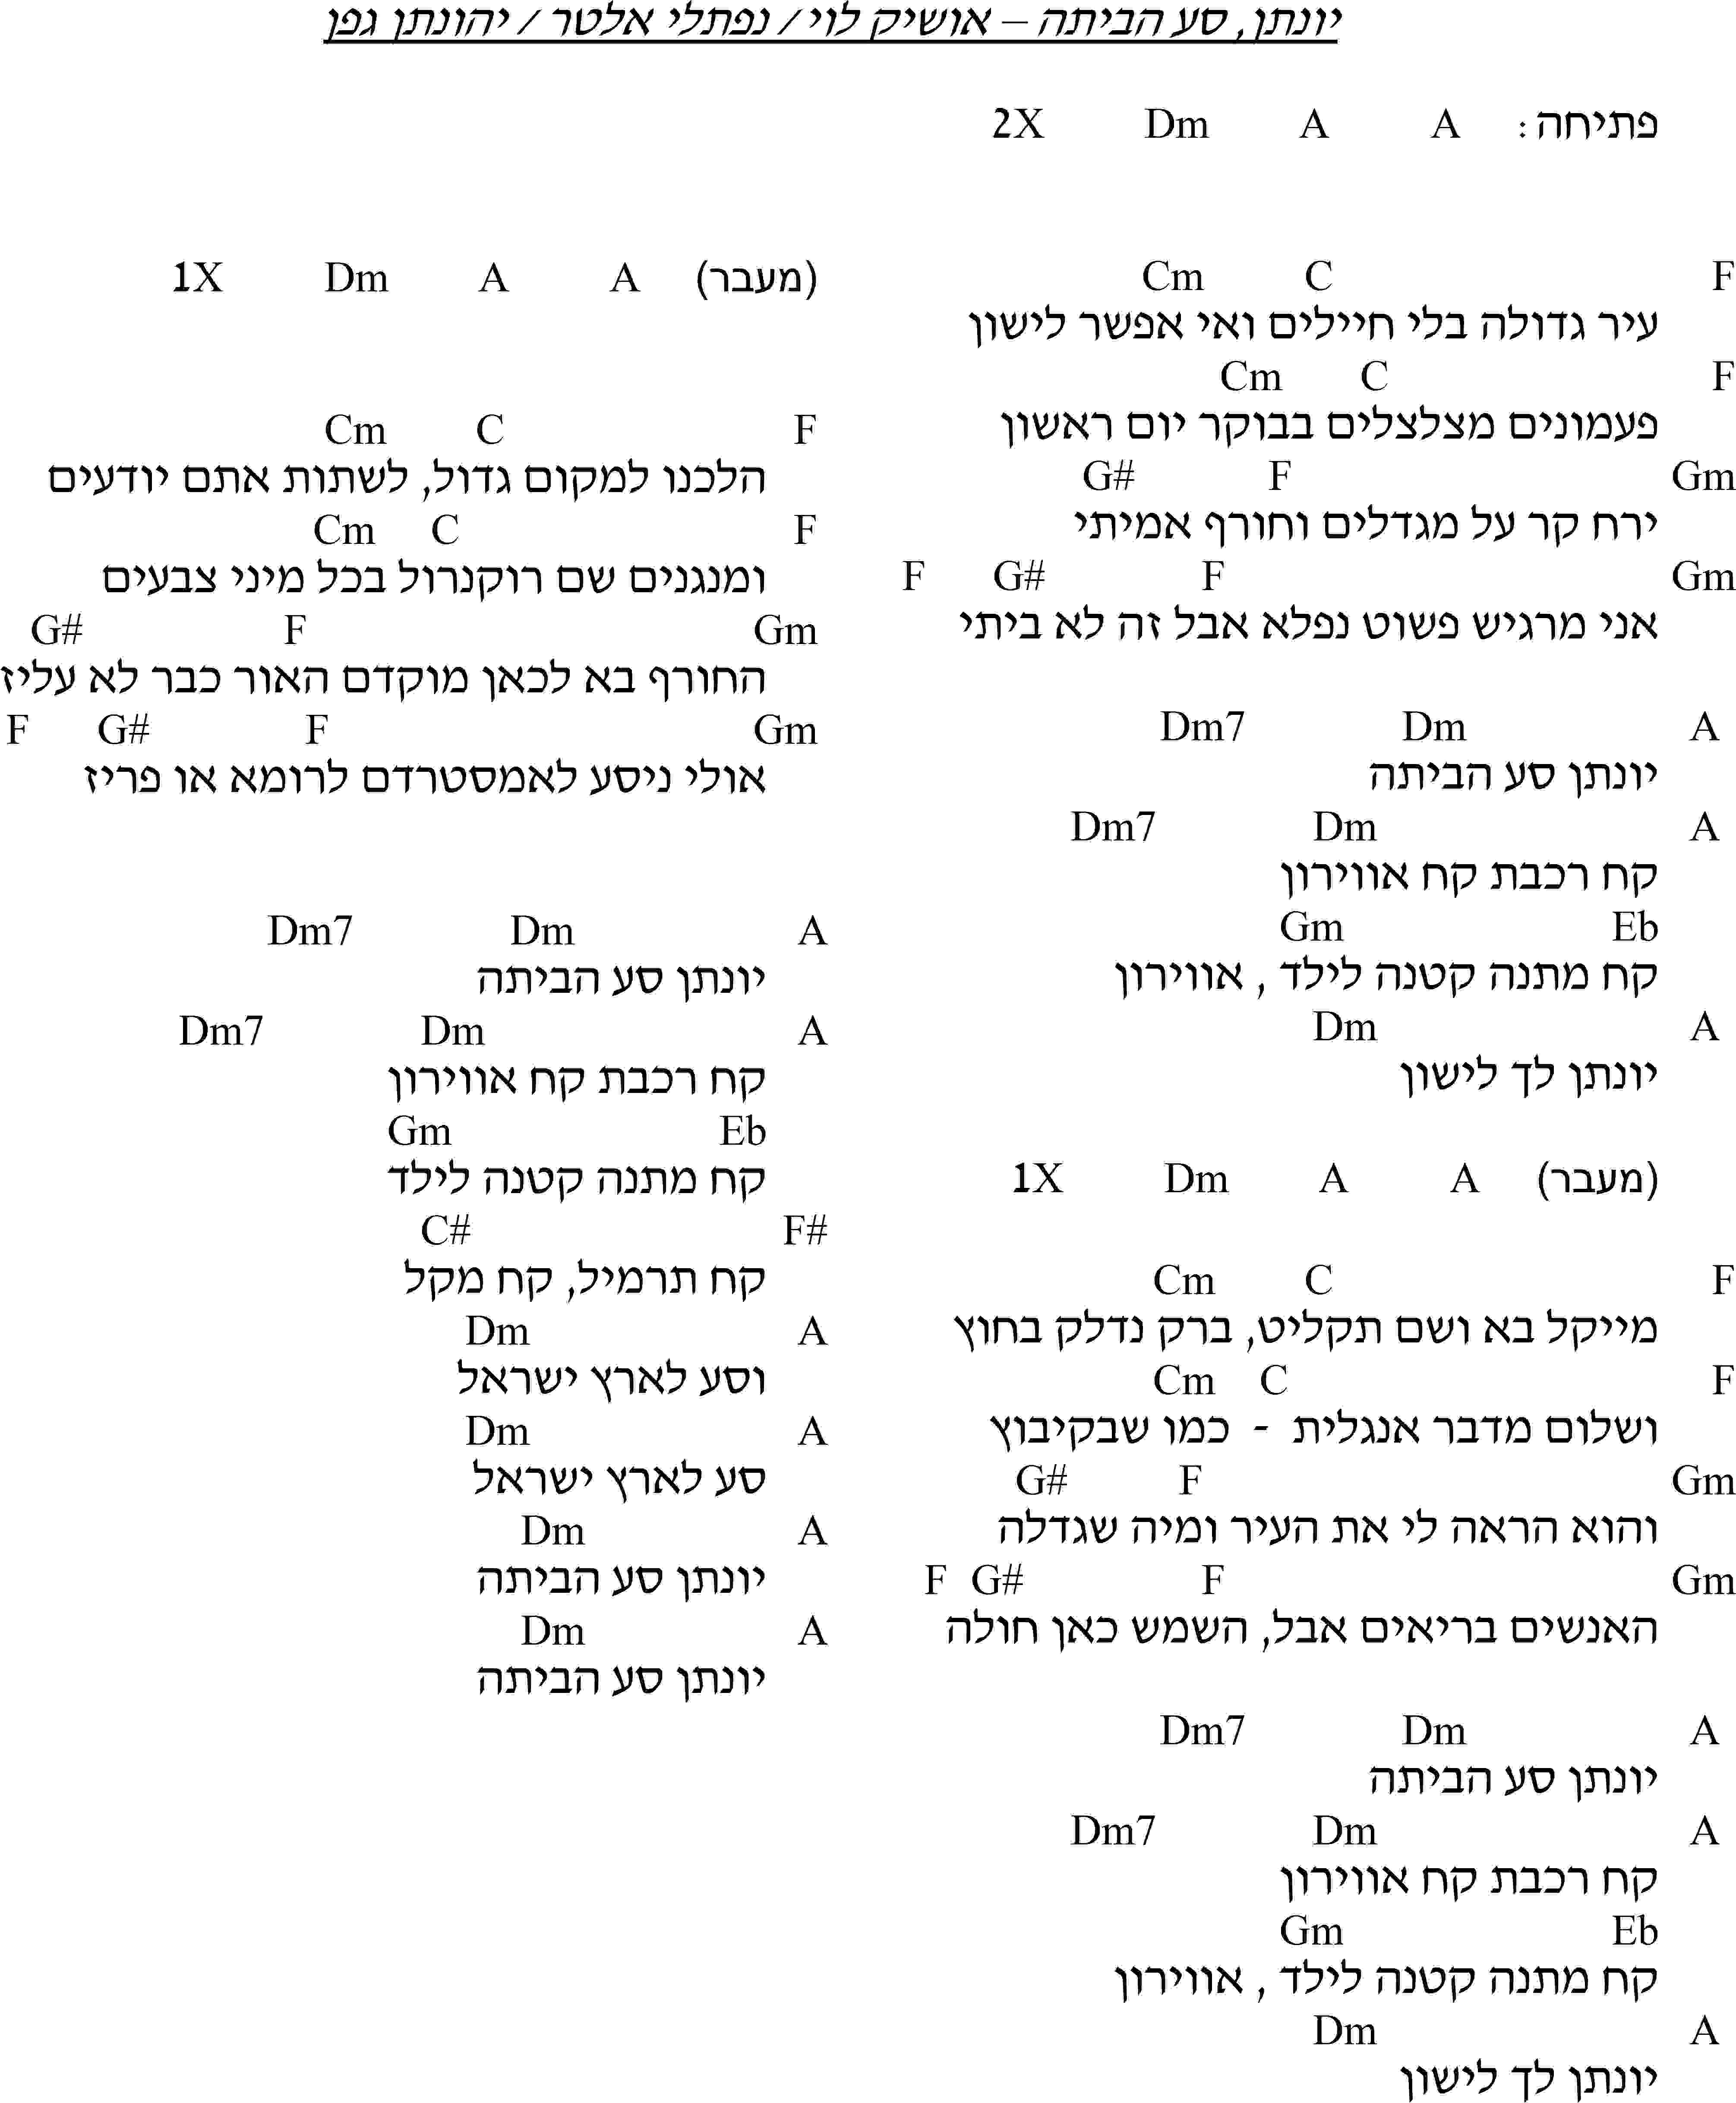 יונתן, סע הביתה – אושיק לוי / נפתלי אלטר / יהונתן גפן
פתיחה: A A Dm 2X
F C Cm
עיר גדולה בלי חיילים ואי אפשר לישון
F C Cm
פעמונים מצלצלים בבוקר יום ראשון
Gm F G#
ירח קר על מגדלים וחורף אמיתי
Gm F G# F
אני מרגיש פשוט נפלא אבל זה לא ביתי
A Dm Dm7
יונתן סע הביתה
A Dm Dm7
קח רכבת קח אווירון
Eb Gm
קח מתנה קטנה לילד , אווירון
A Dm
יונתן לך לישון
(מעבר) A A Dm 1X
F C Cm
מייקל בא ושם תקליט, ברק נדלק בחוץ
F C Cm
ושלום מדבר אנגלית - כמו שבקיבוץ
Gm F G#
והוא הראה לי את העיר ומיה שגדלה
Gm F G# F
האנשים בריאים אבל, השמש כאן חולה
A Dm Dm7
יונתן סע הביתה
A Dm Dm7
קח רכבת קח אווירון
Eb Gm
קח מתנה קטנה לילד , אווירון
A Dm
יונתן לך לישון
(מעבר) A A Dm 1X
F C Cm
הלכנו למקום גדול, לשתות אתם יודעים
F C Cm
ומנגנים שם רוקנרול בכל מיני צבעים
Gm F G#
החורף בא לכאן מוקדם האור כבר לא עליז
Gm F G# F
אולי ניסע לאמסטרדם לרומא או פריז
A Dm Dm7
יונתן סע הביתה
A Dm Dm7
קח רכבת קח אווירון
Eb Gm
קח מתנה קטנה לילד
F# C#
קח תרמיל, קח מקל
A Dm
וסע לארץ ישראל
A Dm
סע לארץ ישראל
A Dm
יונתן סע הביתה
A Dm
יונתן סע הביתה